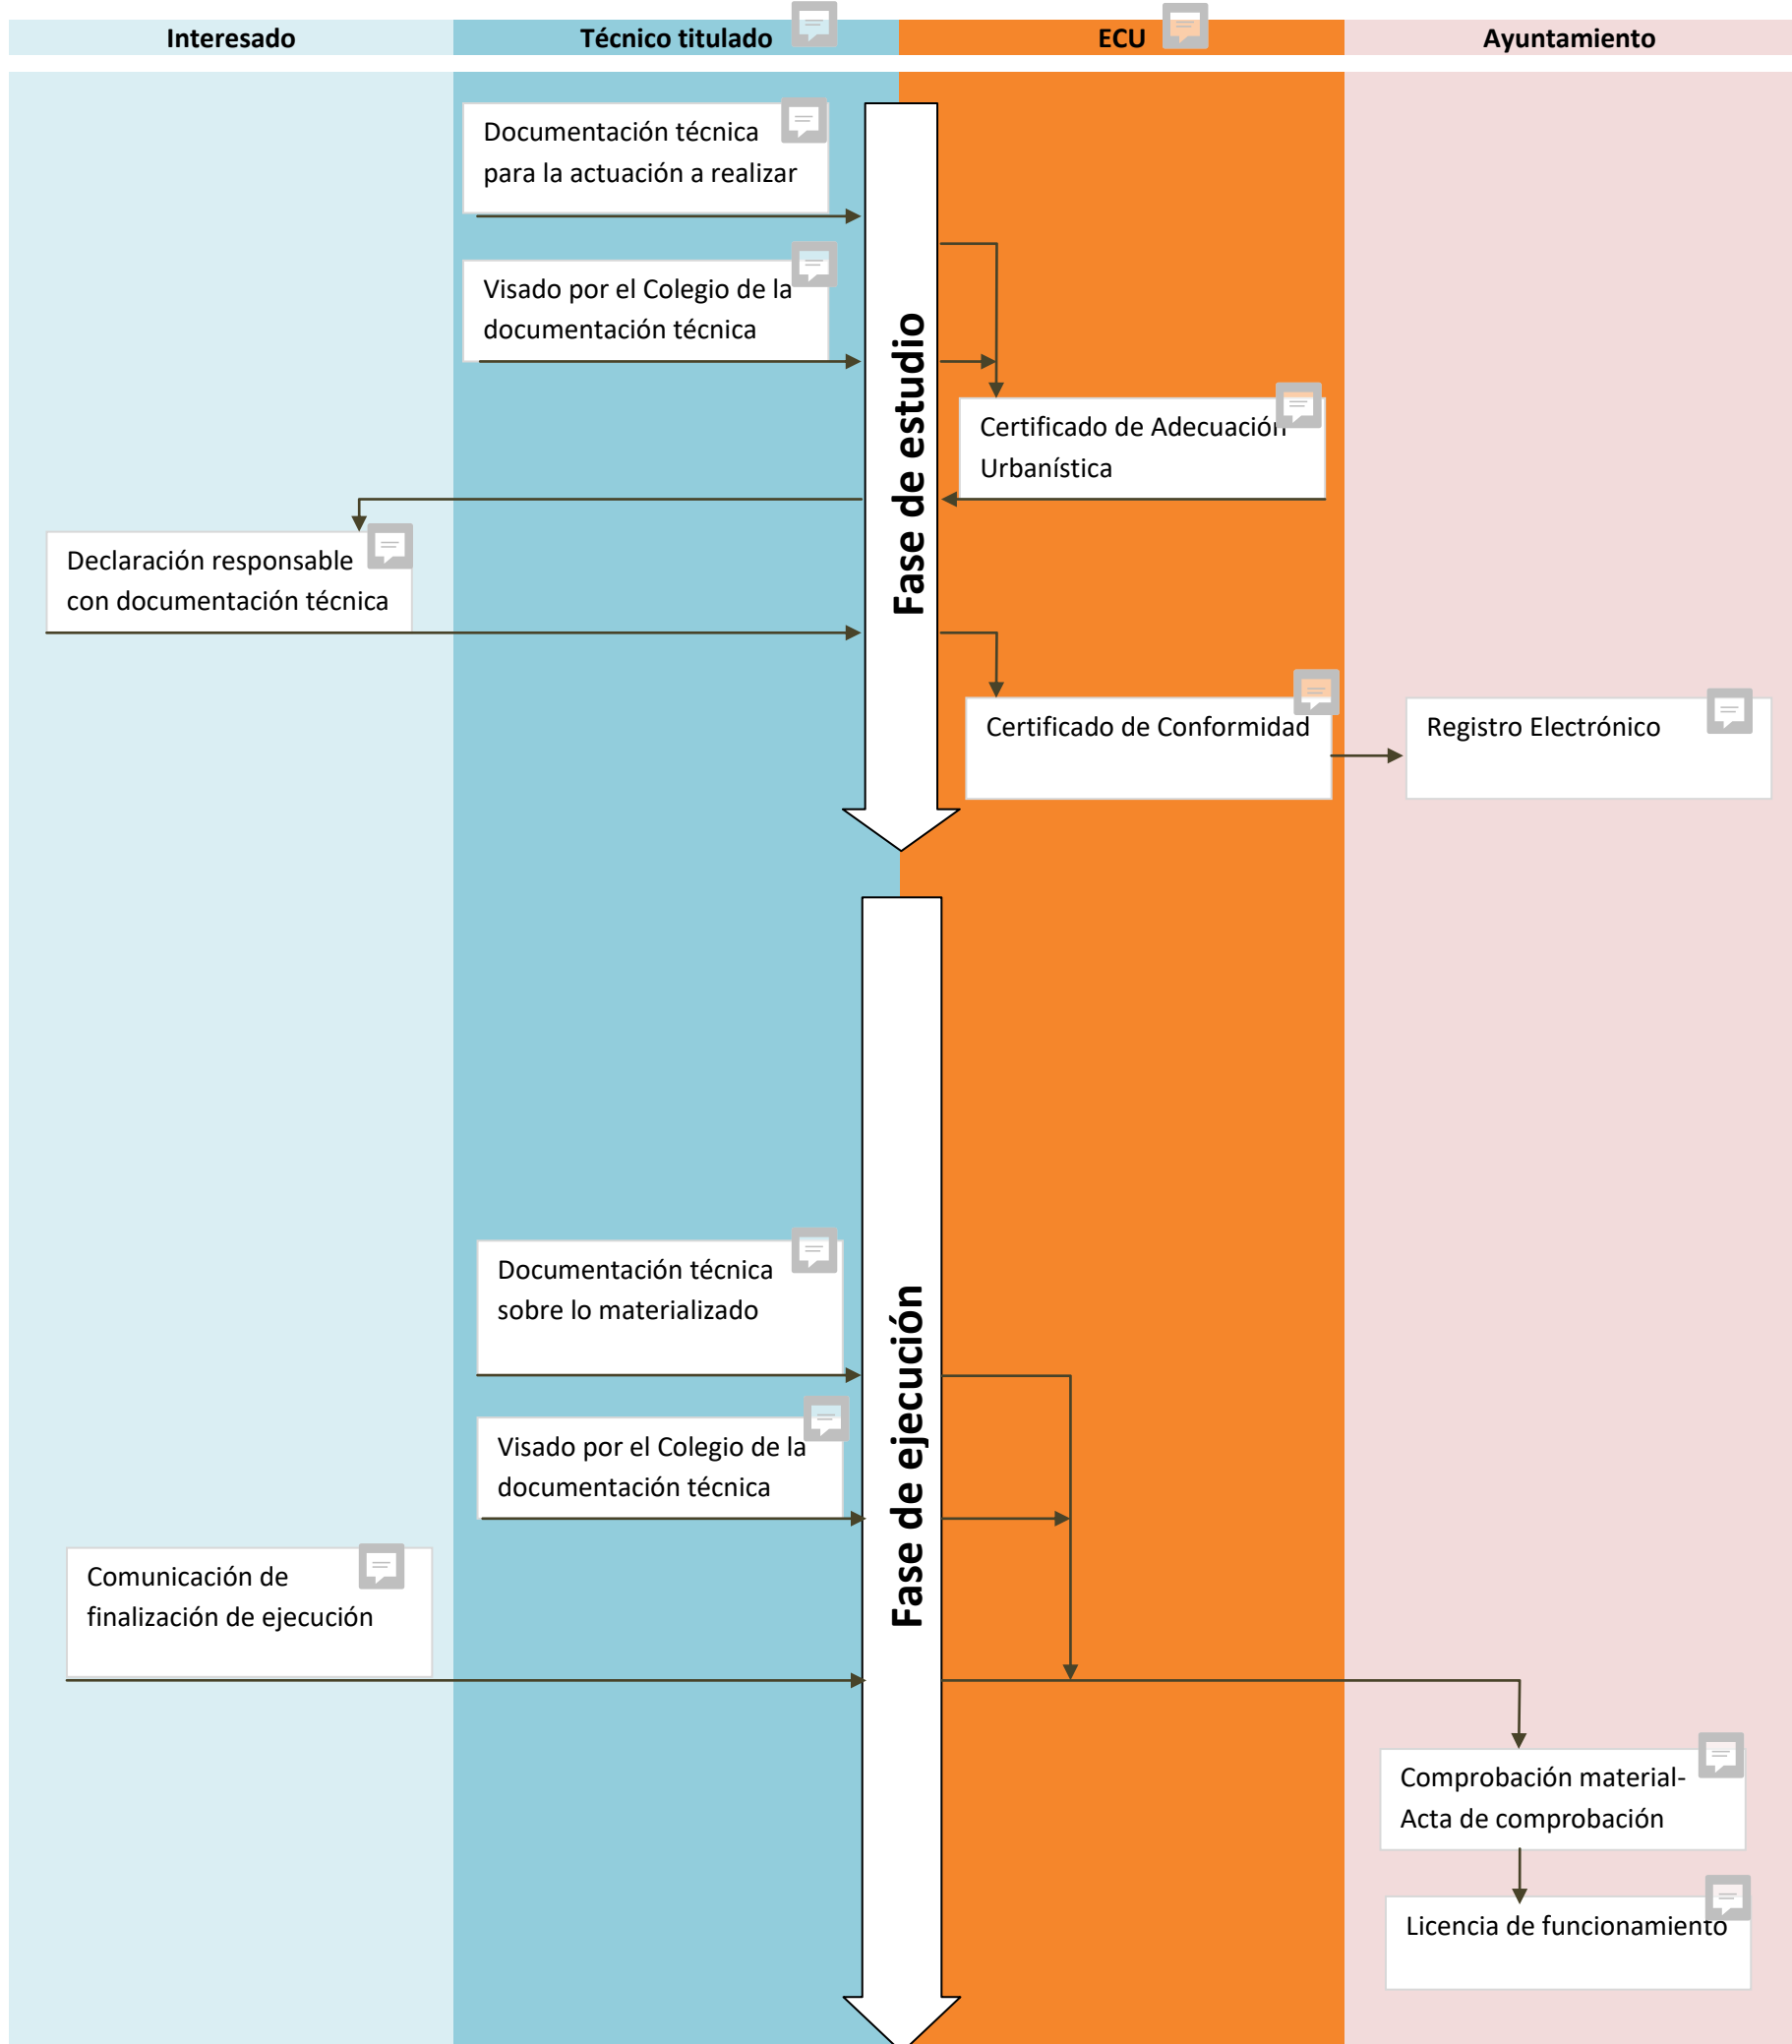 Interesado
Técnico titulado
ECU
Ayuntamiento
Documentación técnica
para la actuación a realizar
Visado por el Colegio de la
documentación técnica
Fase de estudio
Certificado de Adecuación
Urbanística
Declaración responsable
con documentación técnica
Certificado de Conformidad
Registro Electrónico
Documentación técnica
sobre lo materializado
Fase de ejecución
Visado por el Colegio de la
documentación técnica
Comunicación de
finalización de ejecución
Comprobación material-
Acta de comprobación
Licencia de funcionamiento